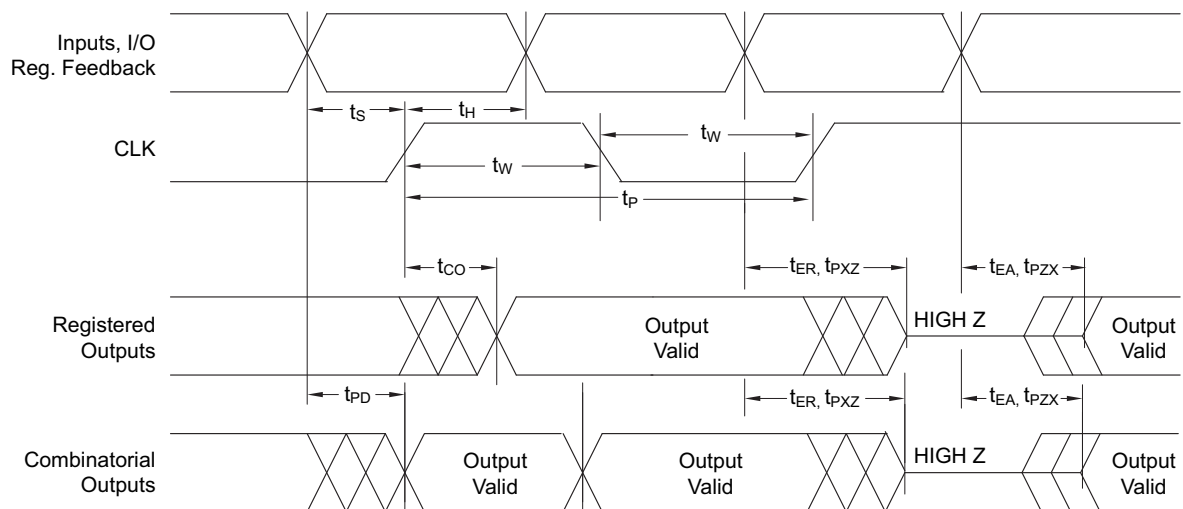 Inputs, I/O
Reg. Feedback
tS
tH
CLK
tW
tW
tP
tCO
tER, tPXZ
tEA, tPZX
Registered
Outputs
Output
Valid
HIGH Z
Output
Valid
tPD
tER, tPXZ
tEA, tPZX
Combinatorial
Outputs
Output
Valid
Output
Valid
HIGH Z
Output
Valid